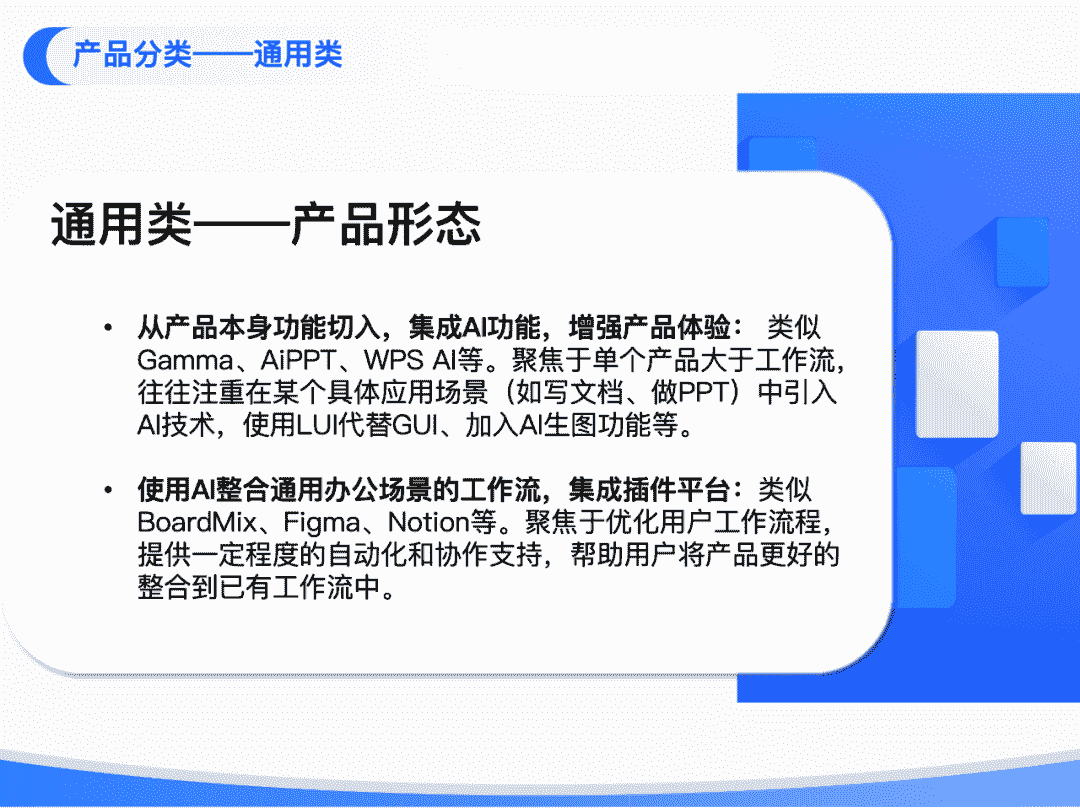 产品分类——通用类
通用类——产品形态
• 从产品本身功能切入，集成AI功能，增强产品体验： 类似
Gamma、AiPPT、WPS AI等。聚焦于单个产品大于工作流，
往往注重在某个具体应用场景（如写文档、做PPT）中引入
AI技术，使用LUI代替GUI、加入AI生图功能等。
• 使用AI整合通用办公场景的工作流，集成插件平台：类似
BoardMix、Figma、Notion等。聚焦于优化用户工作流程，
提供一定程度的自动化和协作支持，帮助用户将产品更好的
整合到已有工作流中。